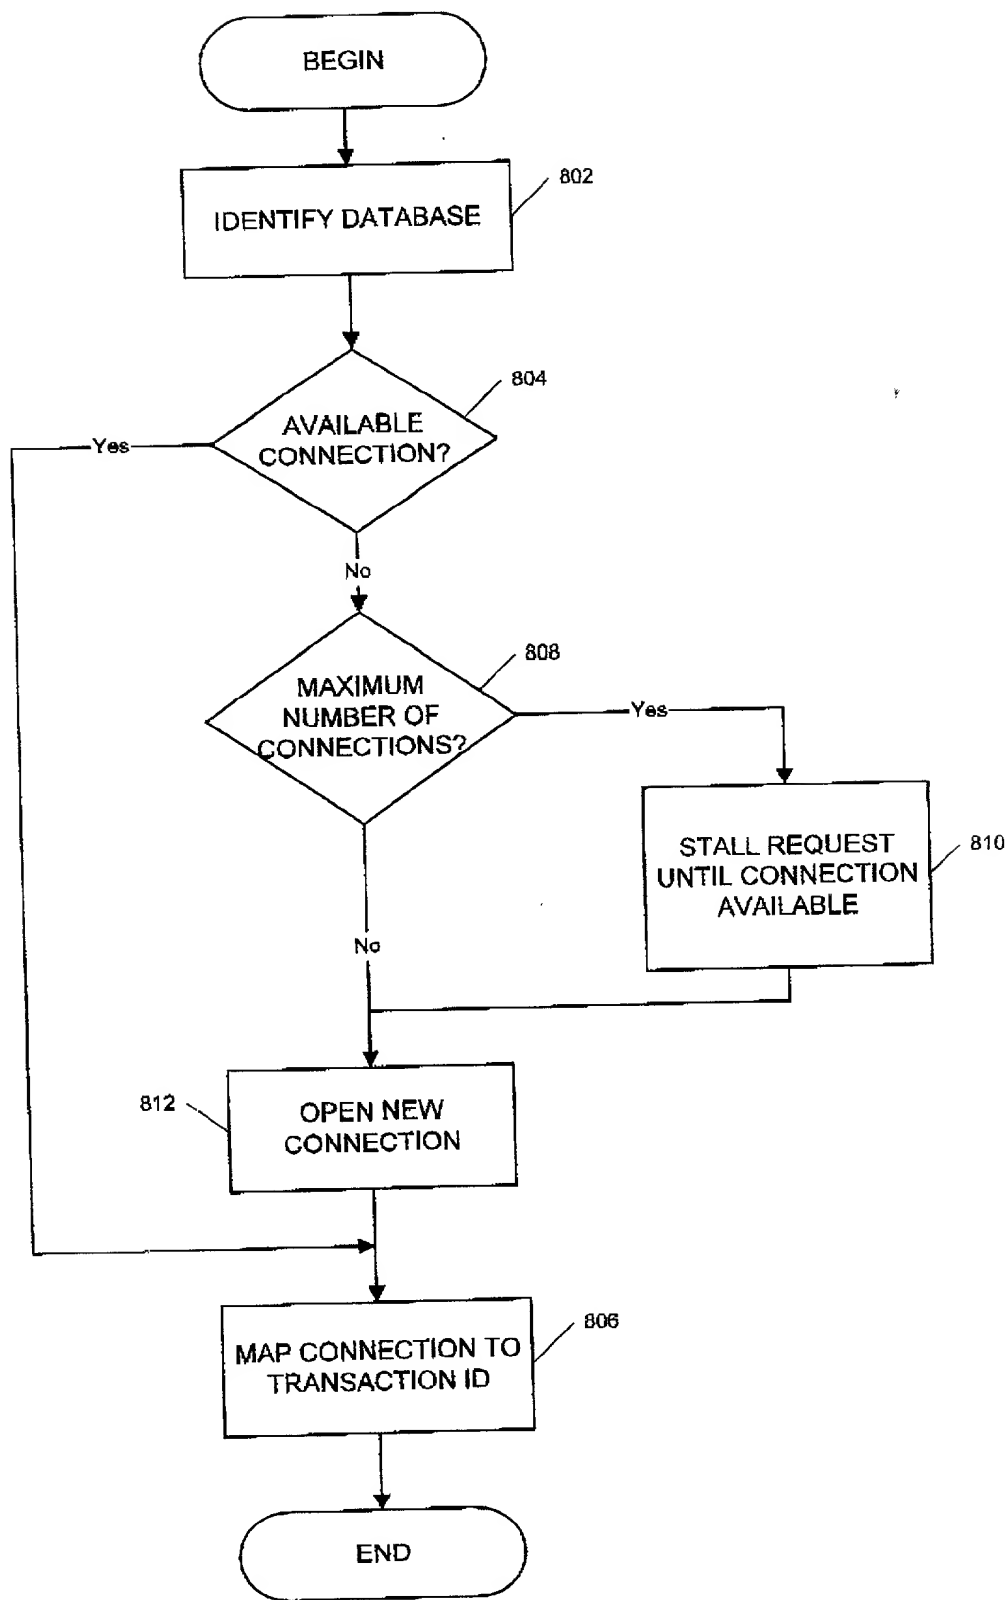 BEGIN
802
IDENTIFY DATABASE
804
AVAILABLE
CONNECTION?
Yes
No
808
MAXIMUM
NUMBER OF
CONNECTIONS?
Yes
810
STALL REQUEST
UNTIL CONNECTION
AVAILABLE
No
812
OPEN NEW
CONNECTION
806
MAP CONNECTION TO
TRANSACTION ID
END